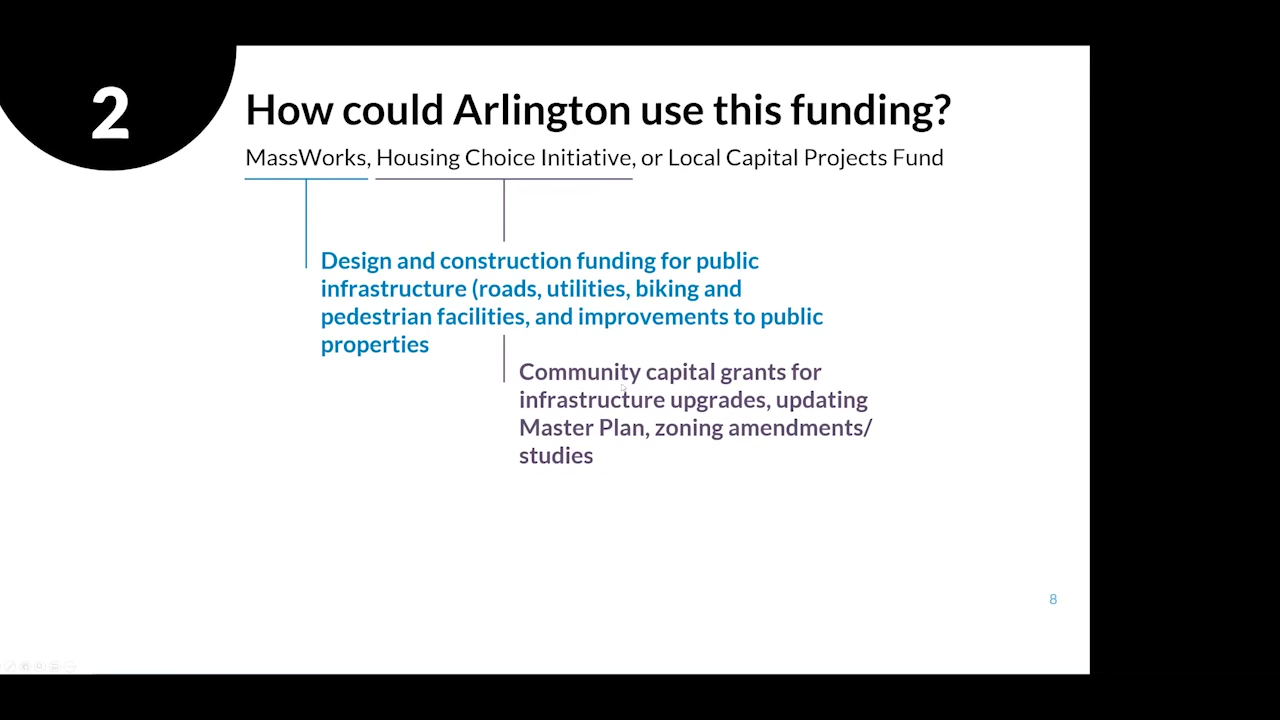 2
How could Arlington use this funding?
MassWorks, Housing Choice Initiative, or Local Capital Projects Fund
Design and construction funding for public
infrastructure (roads, utilities, biking and
pedestrian facilities, and improvements to public
properties
Community capital grants for
infrastructure upgrades, updating
Master Plan, zoning amendments/
studies
8